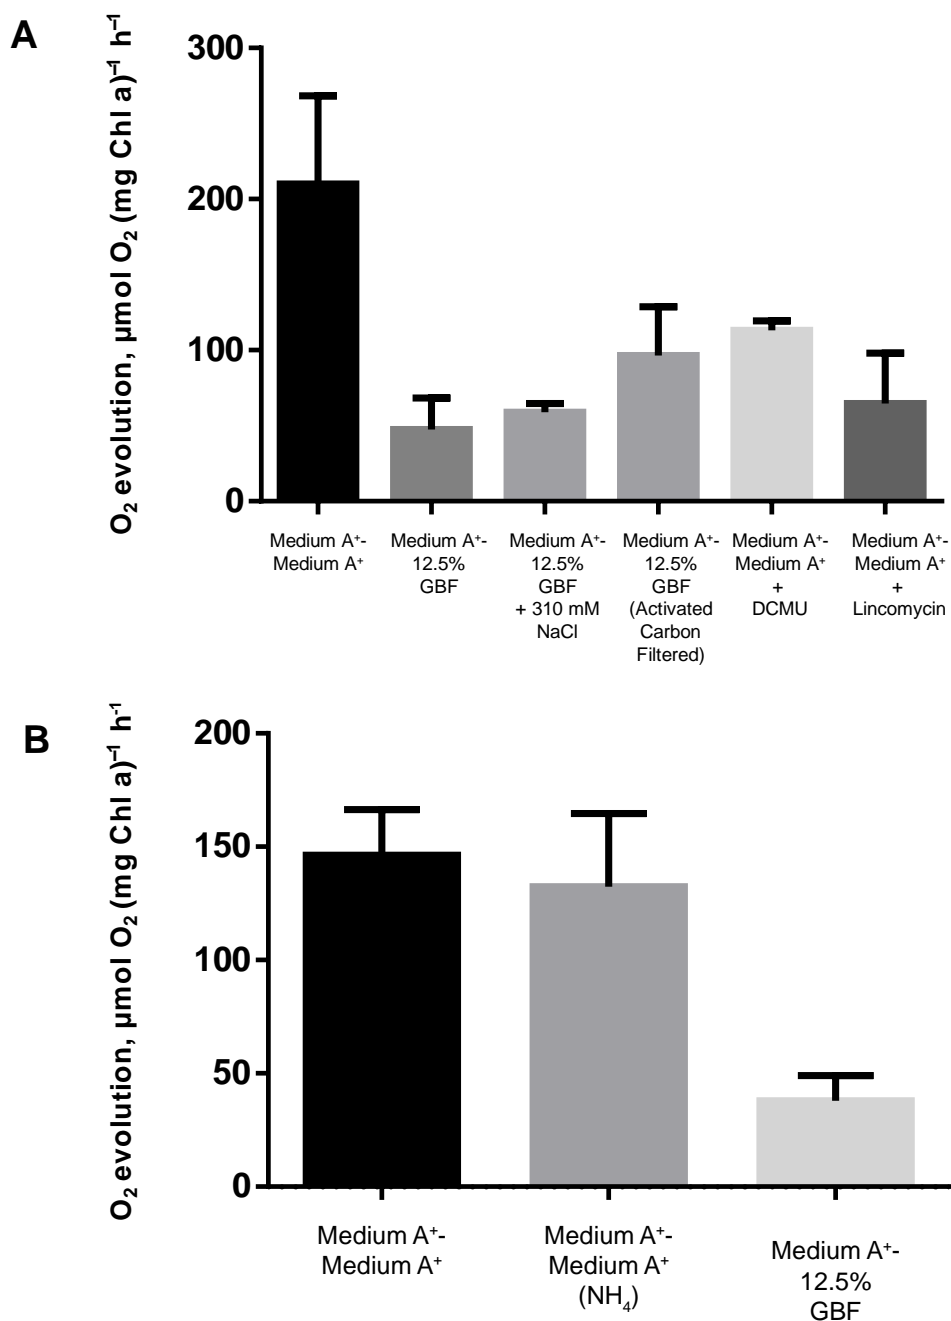 A
O₂ evolution, µmol O₂ (mg Chl a)⁻¹ h⁻¹
300
200
100
0
Medium A⁺-
Medium A⁺
Medium A⁺-
12.5%
GBF
Medium A⁺-
12.5%
GBF
+ 310 mM
NaCl
Medium A⁺-
12.5%
GBF
(Activated
Carbon
Filtered)
Medium A⁺-
Medium A⁺
+
DCMU
Medium A⁺-
Medium A⁺
+
Lincomycin
B
O₂ evolution, µmol O₂ (mg Chl a)⁻¹ h⁻¹
200
150
100
50
0
Medium A⁺-
Medium A⁺
Medium A⁺-
Medium A⁺
(NH₄)
Medium A⁺-
12.5%
GBF